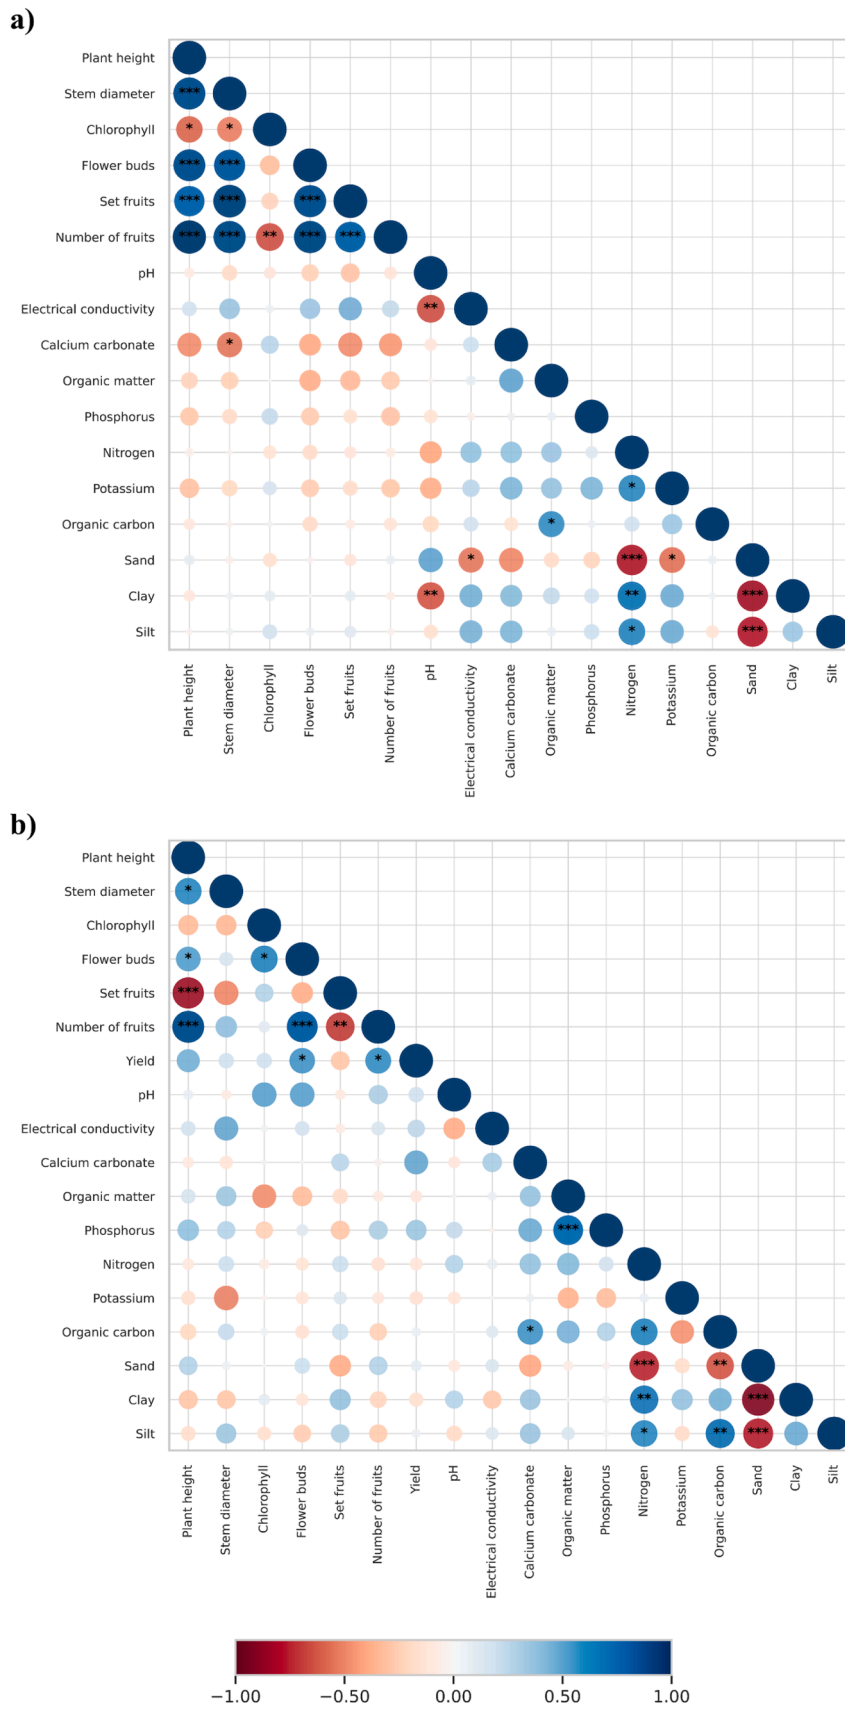 a)
Plant height
Stem diameter
***
Chlorophyll
* *
Flower buds
*** ***
Set fruits
*** *** ***
Number of fruits
*** *** ** *** ***
pH
Electrical conductivity
**
Calcium carbonate
*
Organic matter
Phosphorus
Nitrogen
Potassium
*
Organic carbon
*
Sand
* *** *
Clay
** ** ***
Silt
* ***
Plant height
Stem diameter
Chlorophyll
Flower buds
Set fruits
Number of fruits
pH
Electrical conductivity
Calcium carbonate
Organic matter
Phosphorus
Nitrogen
Potassium
Organic carbon
Sand
Clay
Silt
b)
Plant height
Stem diameter
*
Chlorophyll
Flower buds
* *
Set fruits
***
Number of fruits
*** *** **
Yield
* *
pH
Electrical conductivity
Calcium carbonate
Organic matter
Phosphorus
***
Nitrogen
Potassium
Organic carbon
* *
Sand
*** **
Clay
** ***
Silt
* ** ***
Plant height
Stem diameter
Chlorophyll
Flower buds
Set fruits
Number of fruits
Yield
pH
Electrical conductivity
Calcium carbonate
Organic matter
Phosphorus
Nitrogen
Potassium
Organic carbon
Sand
Clay
Silt
−1.00 −0.50 0.00 0.50 1.00